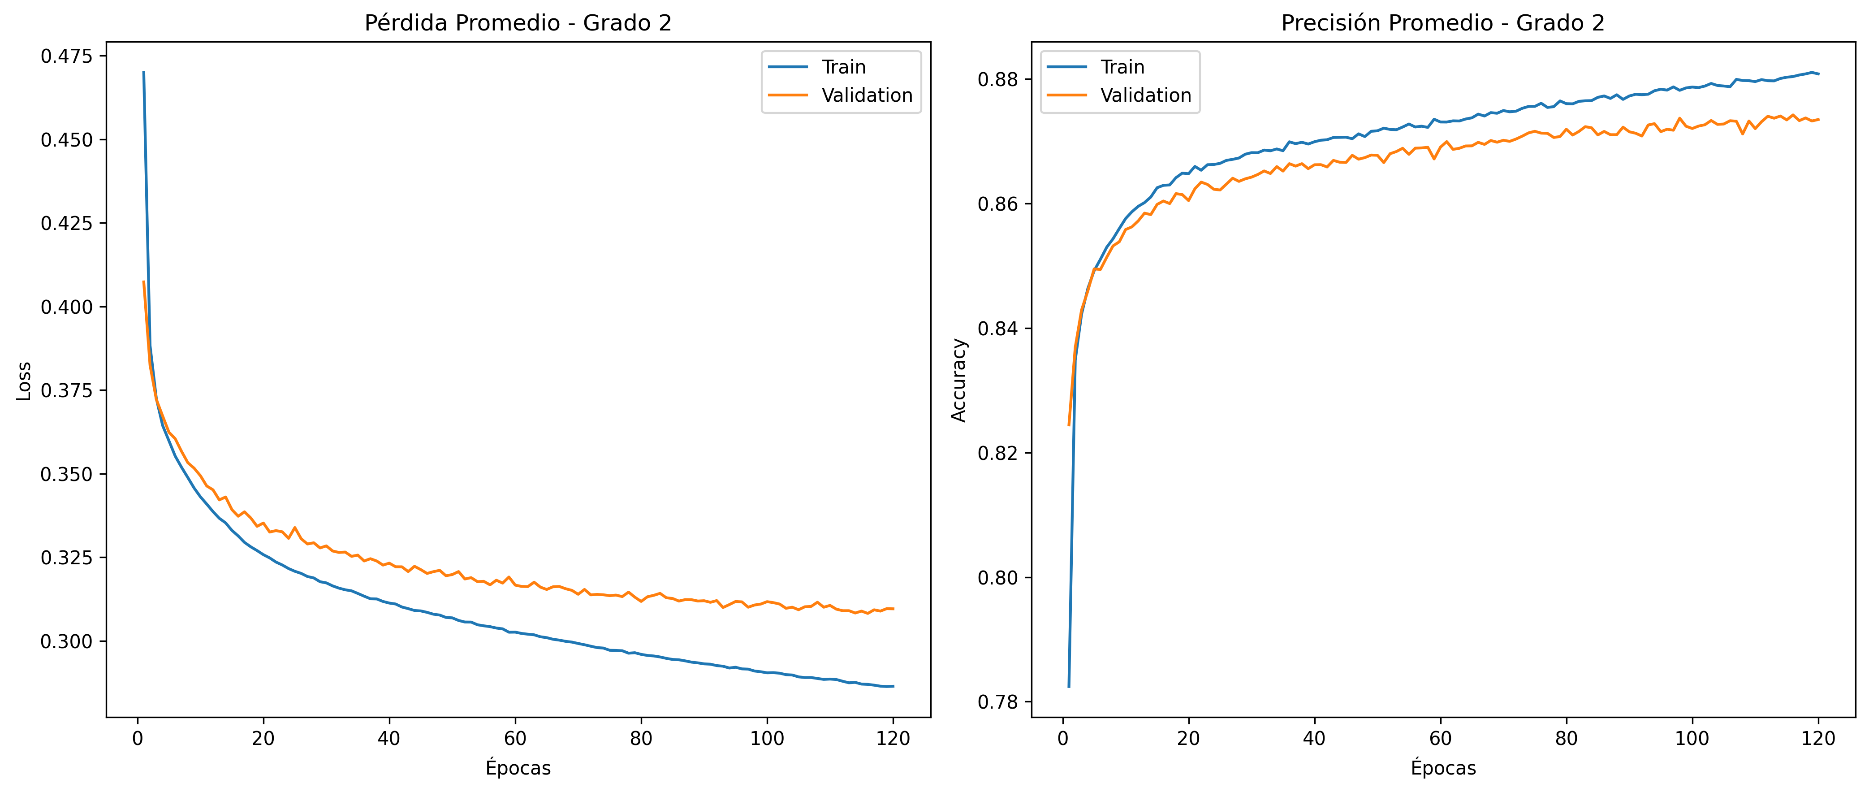 Pérdida Promedio - Grado 2
Train
Validation
0.475
0.450
0.425
0.400
0.375
0.350
0.325
0.300
Loss
0 20 40 60 80 100 120
Épocas
Precisión Promedio - Grado 2
Train
Validation
0.88
0.86
0.84
0.82
0.80
0.78
Accuracy
0 20 40 60 80 100 120
Épocas